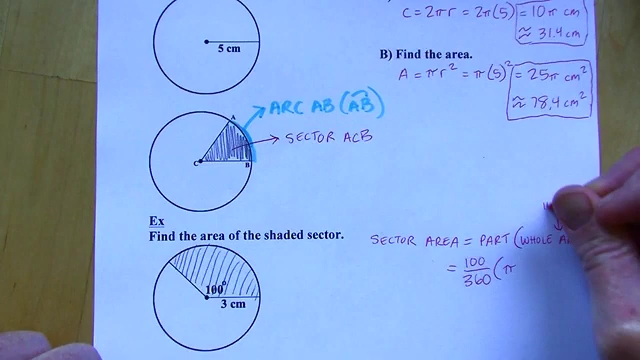 C = 2πr = 2π(5) = 10π cm
≈ 31.4 cm
5 cm
B) Find the area.
A = πr² = π(5)² = 25π cm²
≈ 78.4 cm²
ARC AB (AB)
A
SECTOR ACB
C
B
Ex
Find the area of the shaded sector.
SECTOR AREA = PART (WHOLE
= 100/360 (π
100°
3 cm